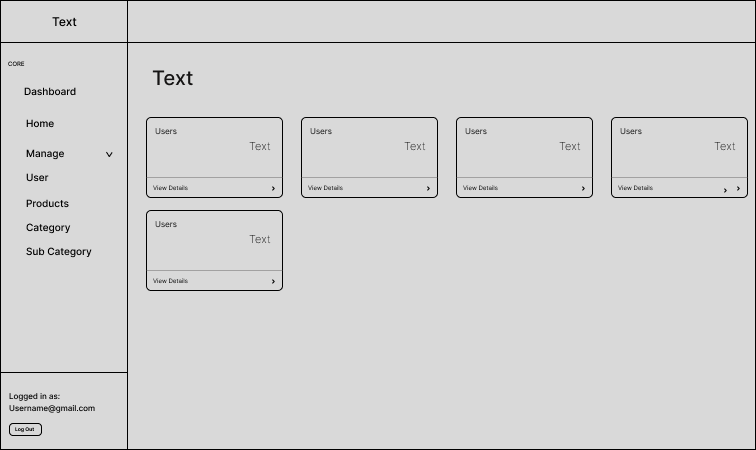 Text
CORE
Dashboard
Home
Manage
User
Products
Category
Sub Category
Logged in as:
Username@gmail.com
Log Out
Text
Users
Text
View Details
Users
Text
View Details
Users
Text
View Details
Users
Text
View Details
Users
Text
View Details